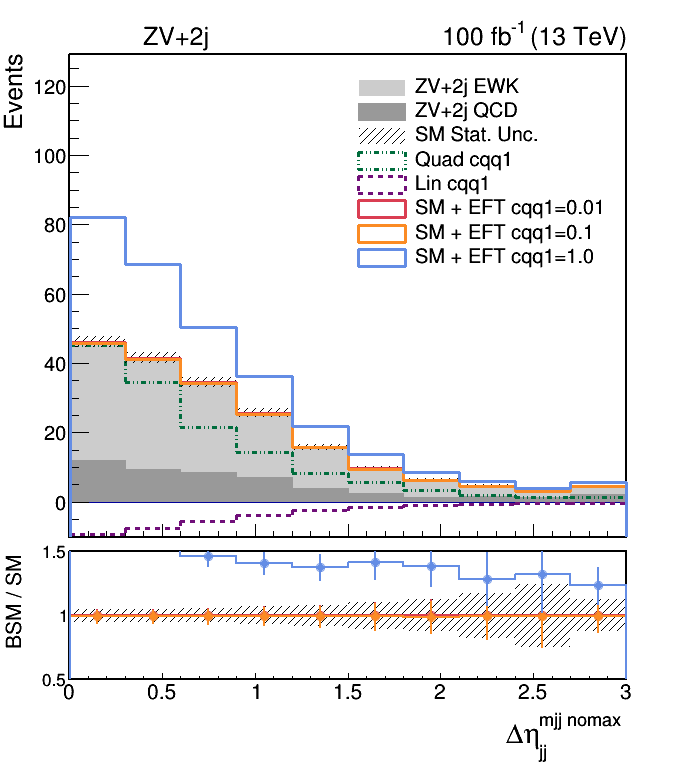 ZV+2j 100 fb-1 (13 TeV)
Events
120
100
80
60
40
20
0
ZV+2j EWK
ZV+2j QCD
SM Stat. Unc.
Quad cqq1
Lin cqq1
SM + EFT cqq1=0.01
SM + EFT cqq1=0.1
SM + EFT cqq1=1.0
BSM / SM
1.5
1
0.5
0 0.5 1 1.5 2 2.5 3
Δηjj mjj nomax